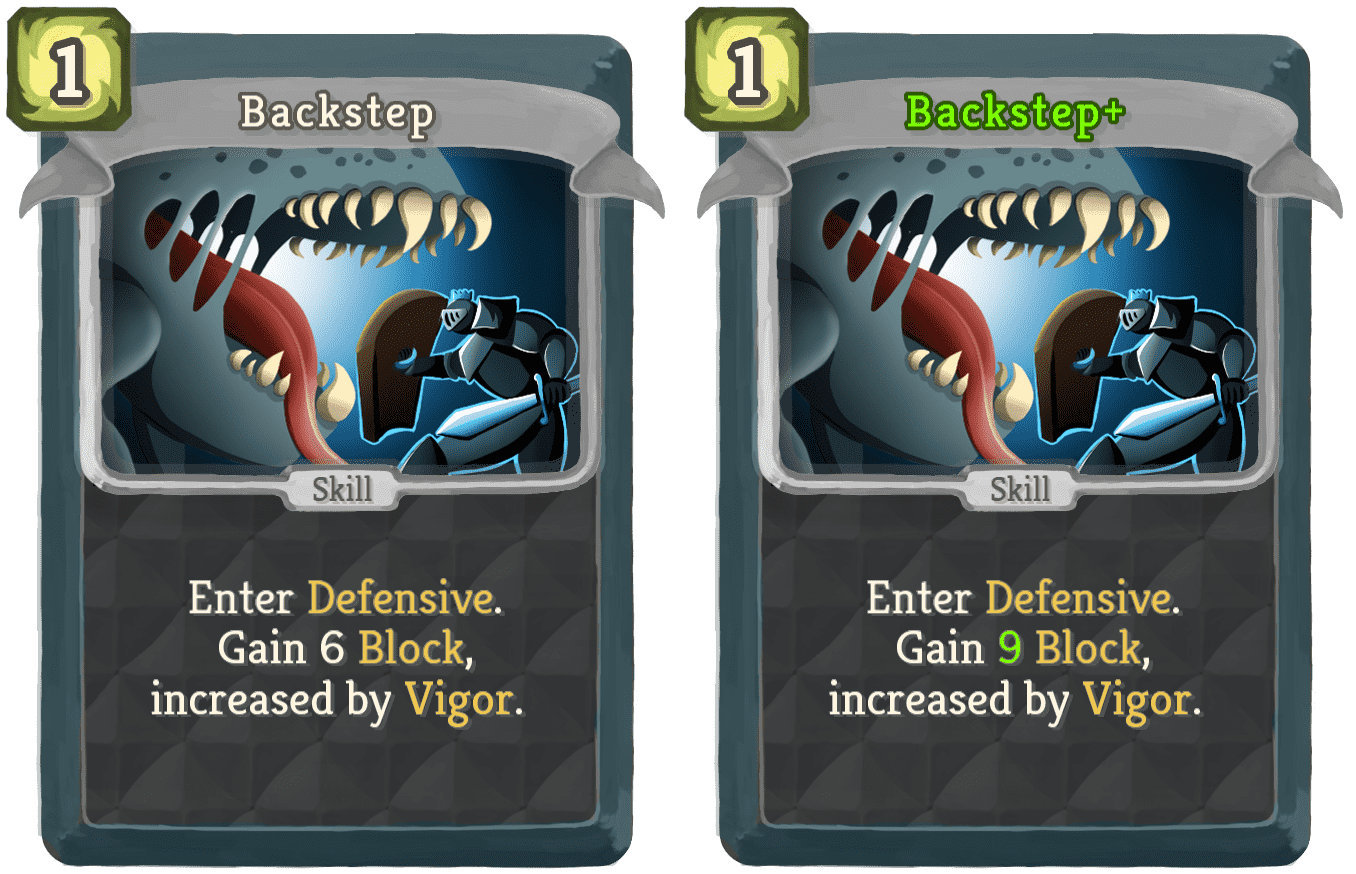 1
Backstep
Skill
Enter Defensive.
Gain 6 Block,
increased by Vigor.
1
Backstep+
Skill
Enter Defensive.
Gain 9 Block,
increased by Vigor.